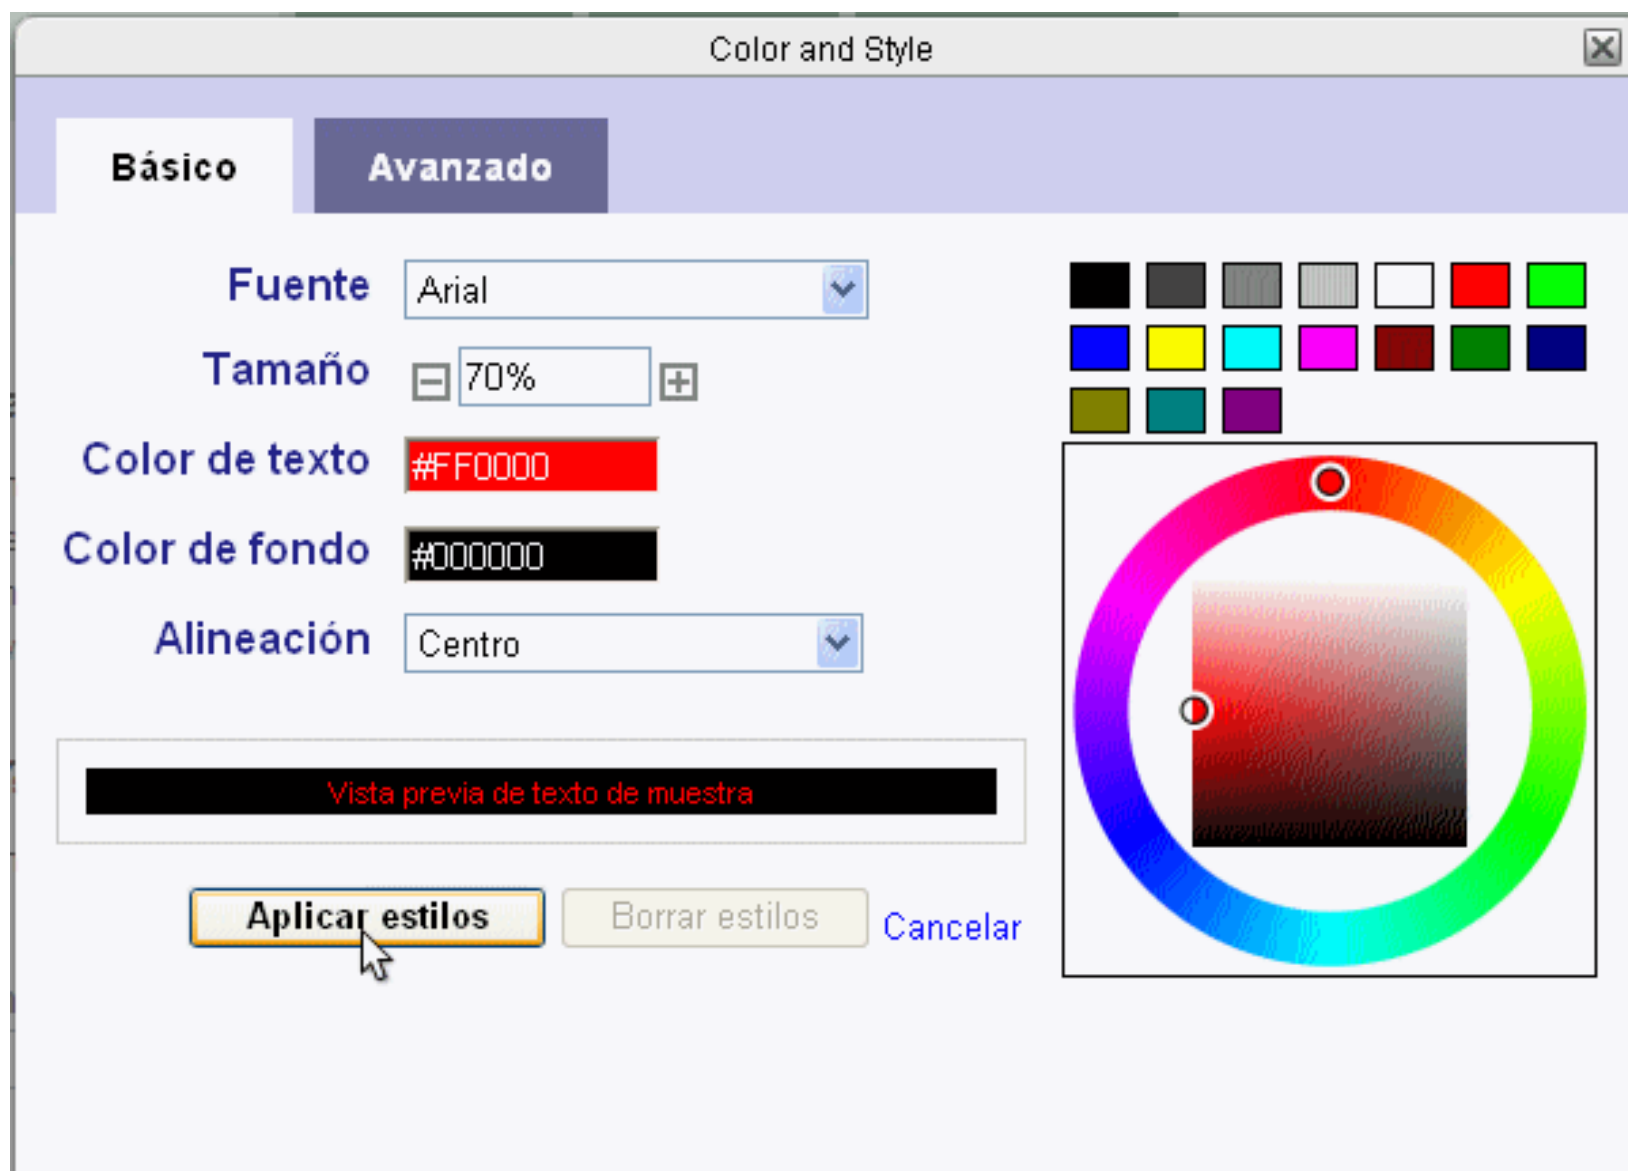 Color and Style
Básico Avanzado
Fuente Arial
Tamaño 70%
Color de texto #FF0000
Color de fondo #000000
Alineación Centro
Vista previa de texto de muestra
Aplicar estilos Borrar estilos Cancelar